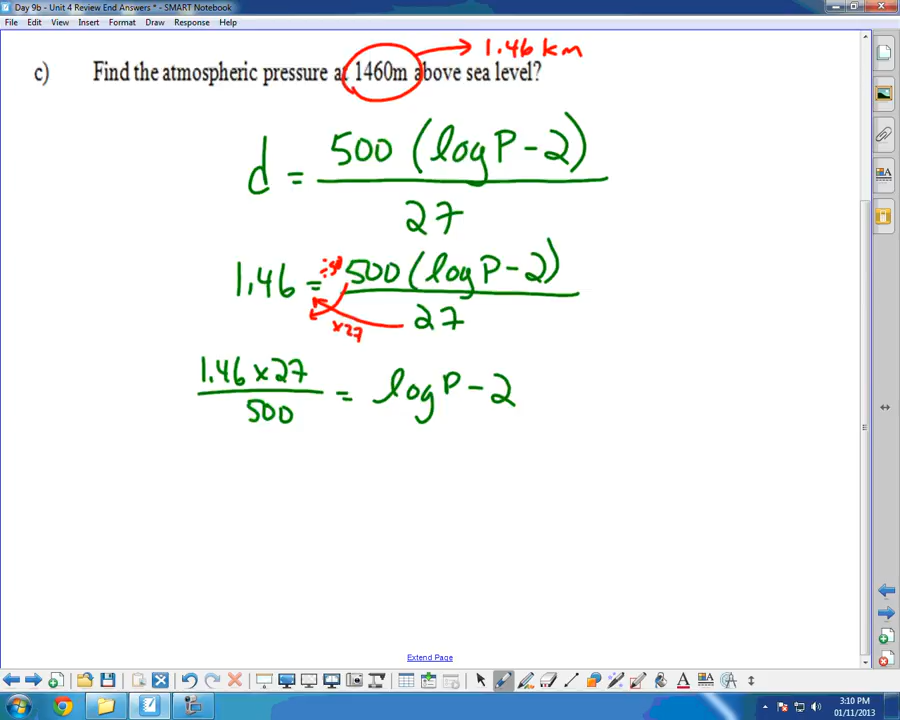 Day 9b - Unit 4 Review End Answers * - SMART Notebook
File Edit View Insert Format Draw Response Help
→ 1.46 km
c) Find the atmospheric pressure at 1460m above sea level?
d = 500 (log P - 2)
27
1.46 = 500 (log P - 2)
27
×27
1.46 × 27
500
= log P - 2
Extend Page
3:10 PM
01/11/2013